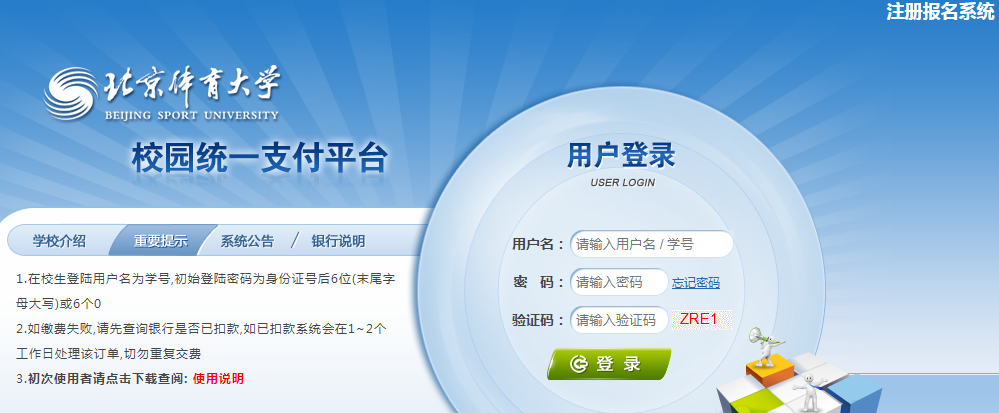 注册报名系统
北京体育大学
BEIJING SPORT UNIVERSITY
校园统一支付平台
用户登录
USER LOGIN
学校介绍 重要提示 系统公告 / 银行说明
1.在校生登陆用户名为学号,初始登陆密码为身份证号后6位(末尾字
母大写)或6个0
2.如缴费失败,请先查询银行是否已扣款,如已扣款系统会在1~2个
工作日处理该订单,切勿重复交费
3.初次使用者请点击下载查阅: 使用说明
用户名： 请输入用户名 / 学号
密 码： 请输入密码 忘记密码
验证码： 请输入验证码 ZRE1
登 录